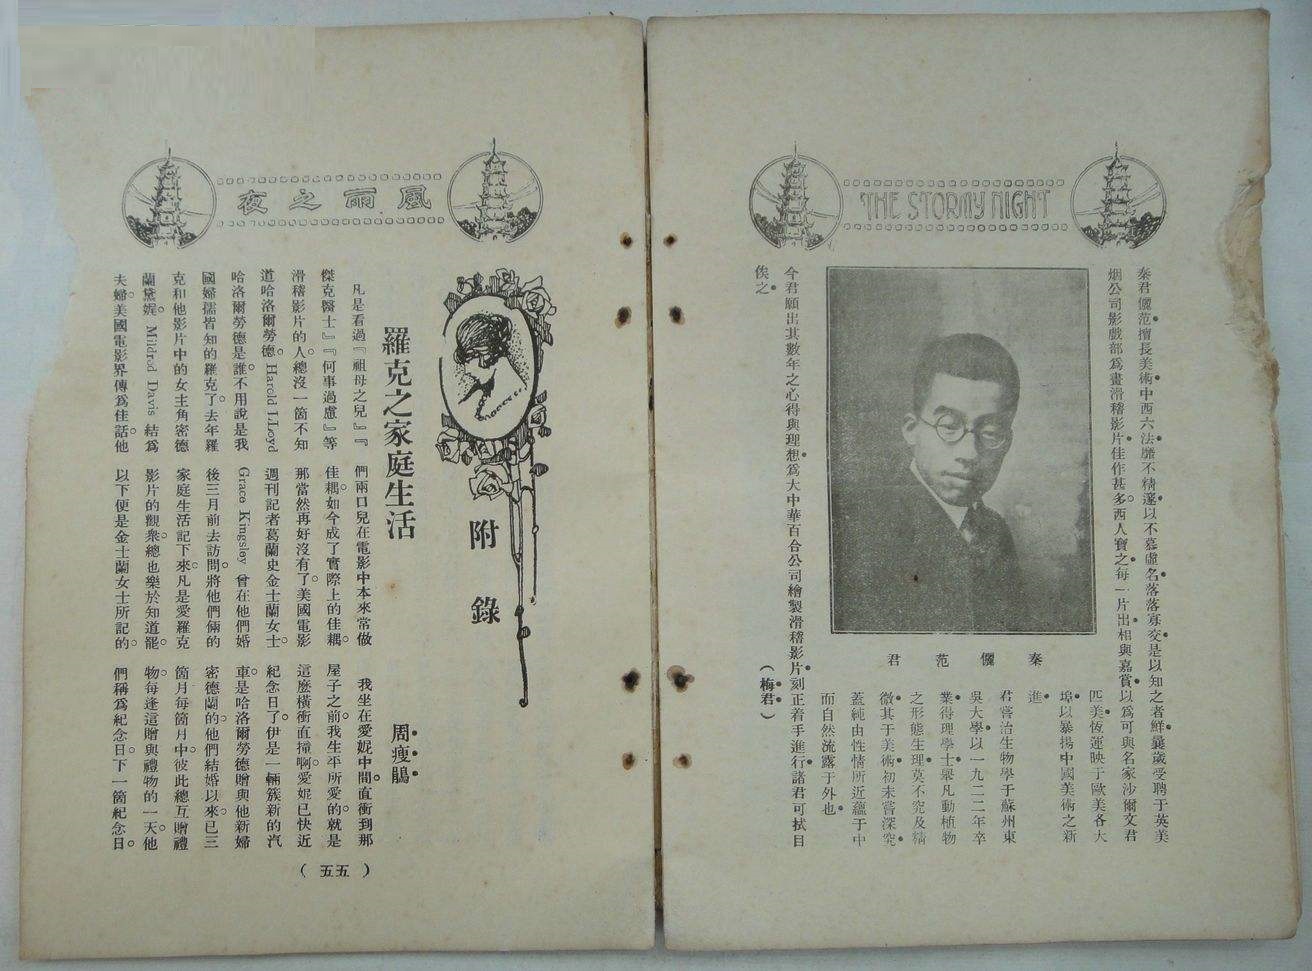 THE STORMY NIGHT
秦君儷范擅長美術中西六法靡不精邃以不慕虛名落落寡交是以知之者鮮曩歲受聘于英美
烟公司影戲部爲畫滑稽影片佳作甚多西人寶之每一片出相與嘉賞以爲可與名家沙爾文君
匹美恆運映于歐美各大
埠以暴揚中國美術之新
進
秦儷范君
君嘗治生物學于蘇州東
吳大學以一九二二年卒
業得理學士畢凡動植物
之形態生理莫不究及精
微其于美術初未嘗深究
蓋純由性情所近蘊于中
而自然流露于外也
今君願出其數年之心得與理想爲大中華百合公司繪製滑稽影片刻正着手進行諸君可拭目
俟之
(梅君)
風雨之夜
附錄
羅克之家庭生活
周瘦鵑
凡是看過『祖母之兒』『
傑克醫士』『何事過慮』等
滑稽影片的人總沒一箇不知
道哈洛爾勞德。Harold LLoyd
哈洛爾勞德是誰不用說是我
國婦孺皆知的羅克了。去年羅
克和他影片中的女主角密德
蘭黛娓。Mildred Davis 結爲
夫婦。美國電影界傳爲佳話。他
們兩口兒在電影中本來常做
佳耦。如今成了實際上的佳耦。
那當然再好沒有了。美國電影
週刊記者葛蘭史金士蘭女士。
Grace Kingsley 曾在他們婚
後三月前去訪問。將他們倆的
家庭生活記下來。凡是愛羅克
影片的觀衆。總也樂於知道罷。
以下便是金士蘭女士所記的。
我坐在愛妮中間。直衝到那
屋子之前。我生平所愛的。就是
這麼橫衝直撞。啊。愛妮已快近
紀念日了。伊是一輛簇新的汽
車。是哈洛爾勞德贈與他新婦
密德蘭的。他們結婚以來。已三
箇月。每箇月中。彼此總互贈禮
物。每逢這贈與禮物的一天。他
們稱爲紀念日。下一箇紀念日。
(五五)